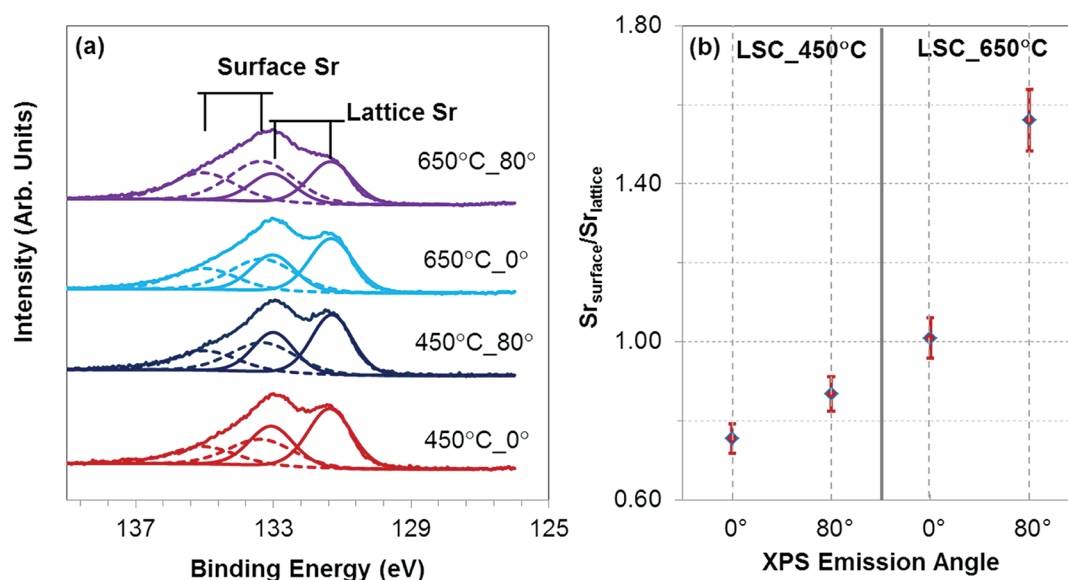 (a)
Surface Sr
Lattice Sr
650°C_80°
650°C_0°
450°C_80°
450°C_0°
Intensity (Arb. Units)
137 133 129 125
Binding Energy (eV)
(b)
LSC_450°C LSC_650°C
1.80
1.40
1.00
0.60
Srsurface/Srlattice
0° 80° 0° 80°
XPS Emission Angle